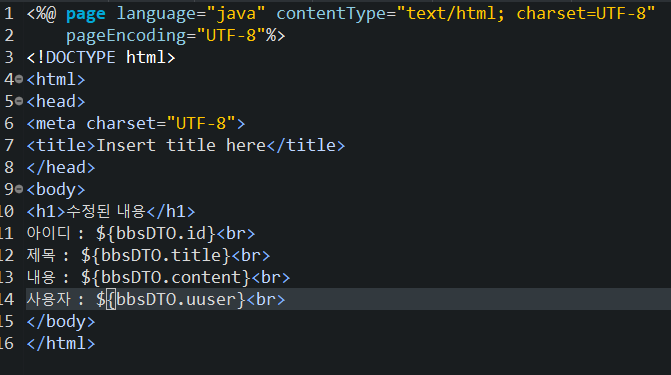 1 <%@ page language="java" contentType="text/html; charset=UTF-8"
2     pageEncoding="UTF-8"%>
3 <!DOCTYPE html>
4 <html>
5 <head>
6 <meta charset="UTF-8">
7 <title>Insert title here</title>
8 </head>
9 <body>
10 <h1>수정된 내용</h1>
11 아이디 : ${bbsDTO.id}<br>
12 제목 : ${bbsDTO.title}<br>
13 내용 : ${bbsDTO.content}<br>
14 사용자 : ${bbsDTO.uuser}<br>
15 </body>
16 </html>